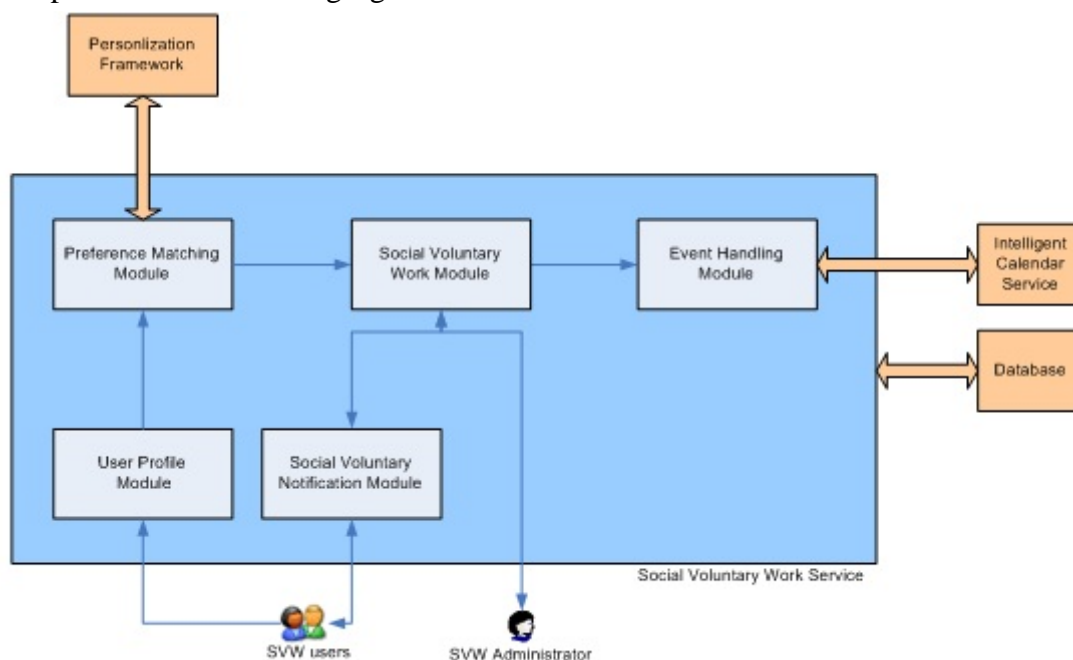 Personlization
Framework
Preference Matching
Module
Social Voluntary
Work Module
Event Handling
Module
Intelligent
Calendar
Service
Database
User Profile
Module
Social Voluntary
Notification Module
Social Voluntary Work Service
SVW users
SVW Administrator